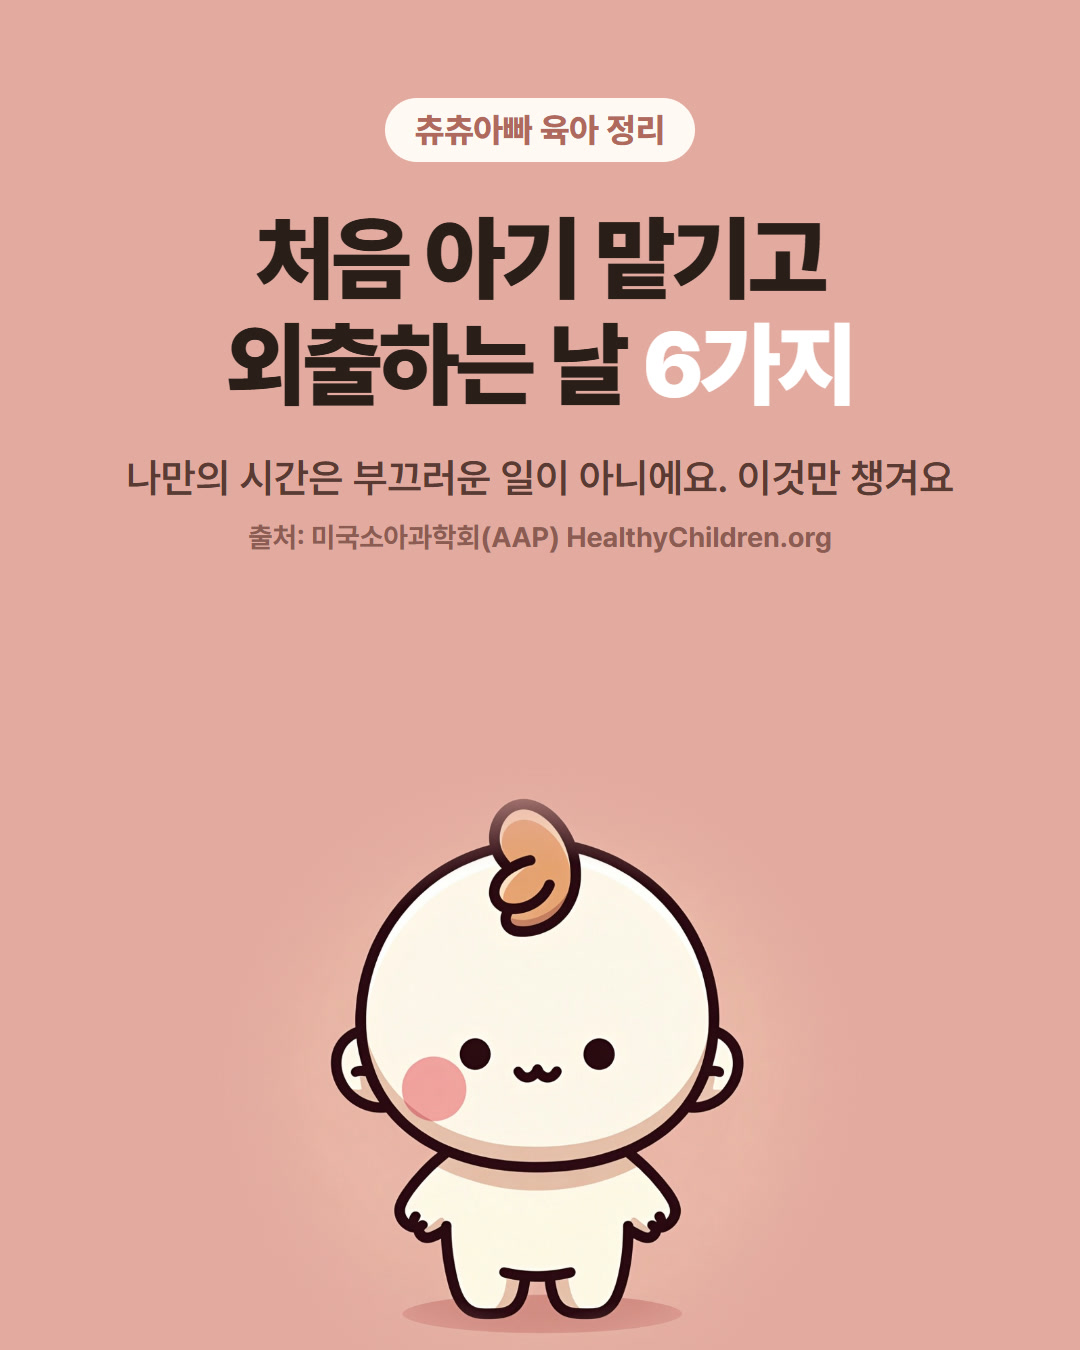 츄츄아빠 육아 정리
처음 아기 맡기고
외출하는 날 6가지
나만의 시간은 부끄러운 일이 아니에요. 이것만 챙겨요
출처: 미국소아과학회(AAP) HealthyChildren.org